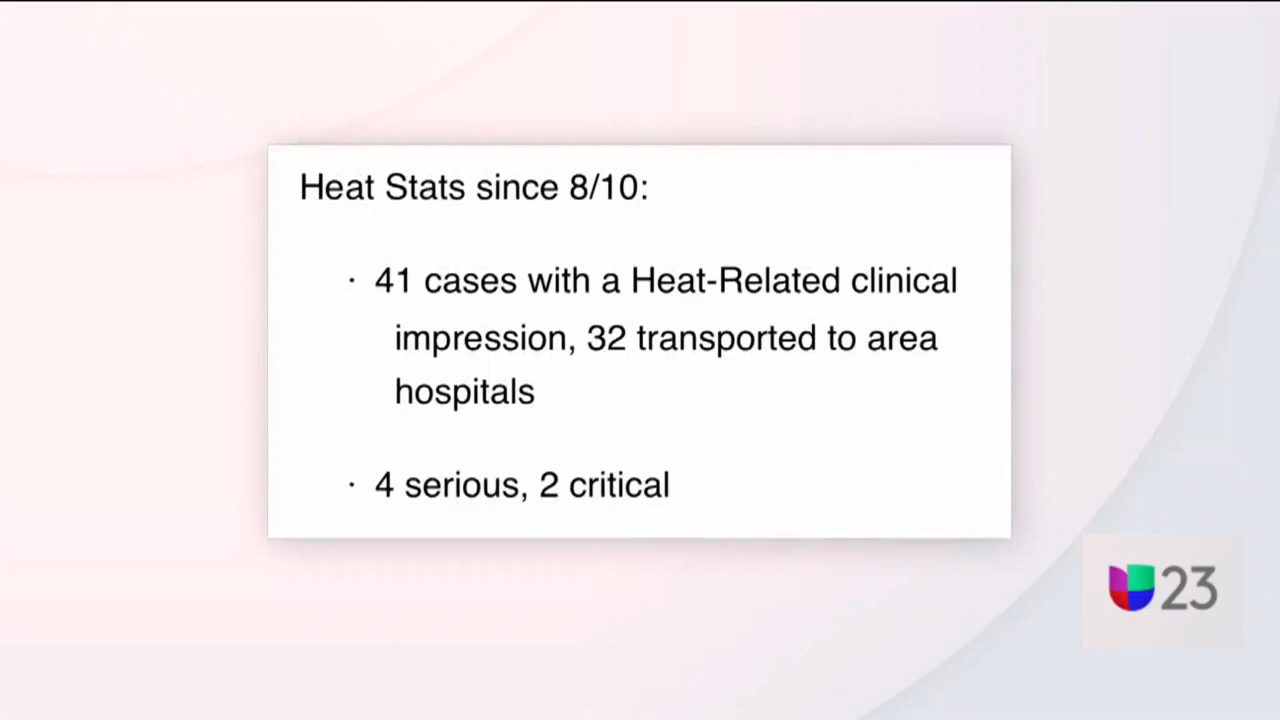 Heat Stats since 8/10:
· 41 cases with a Heat-Related clinical
impression, 32 transported to area
hospitals
· 4 serious, 2 critical
23